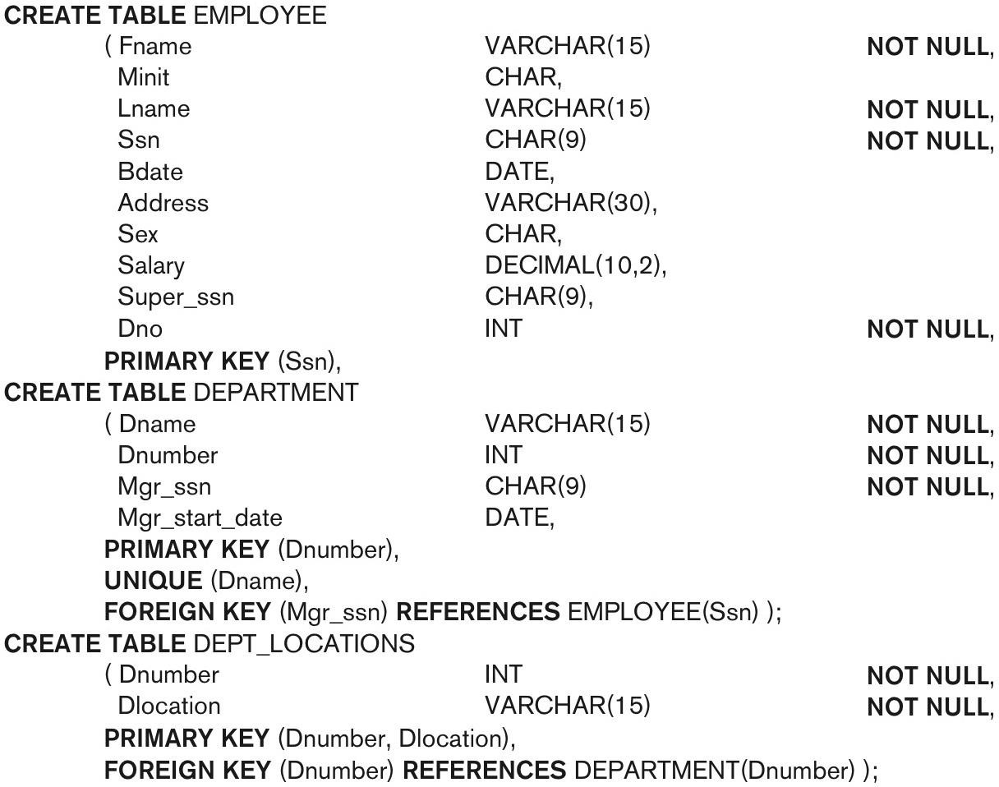 CREATE TABLE EMPLOYEE
( Fname VARCHAR(15) NOT NULL,
Minit CHAR,
Lname VARCHAR(15) NOT NULL,
Ssn CHAR(9) NOT NULL,
Bdate DATE,
Address VARCHAR(30),
Sex CHAR,
Salary DECIMAL(10,2),
Super_ssn CHAR(9),
Dno INT NOT NULL,
PRIMARY KEY (Ssn),
CREATE TABLE DEPARTMENT
( Dname VARCHAR(15) NOT NULL,
Dnumber INT NOT NULL,
Mgr_ssn CHAR(9) NOT NULL,
Mgr_start_date DATE,
PRIMARY KEY (Dnumber),
UNIQUE (Dname),
FOREIGN KEY (Mgr_ssn) REFERENCES EMPLOYEE(Ssn) );
CREATE TABLE DEPT_LOCATIONS
( Dnumber INT NOT NULL,
Dlocation VARCHAR(15) NOT NULL,
PRIMARY KEY (Dnumber, Dlocation),
FOREIGN KEY (Dnumber) REFERENCES DEPARTMENT(Dnumber) );